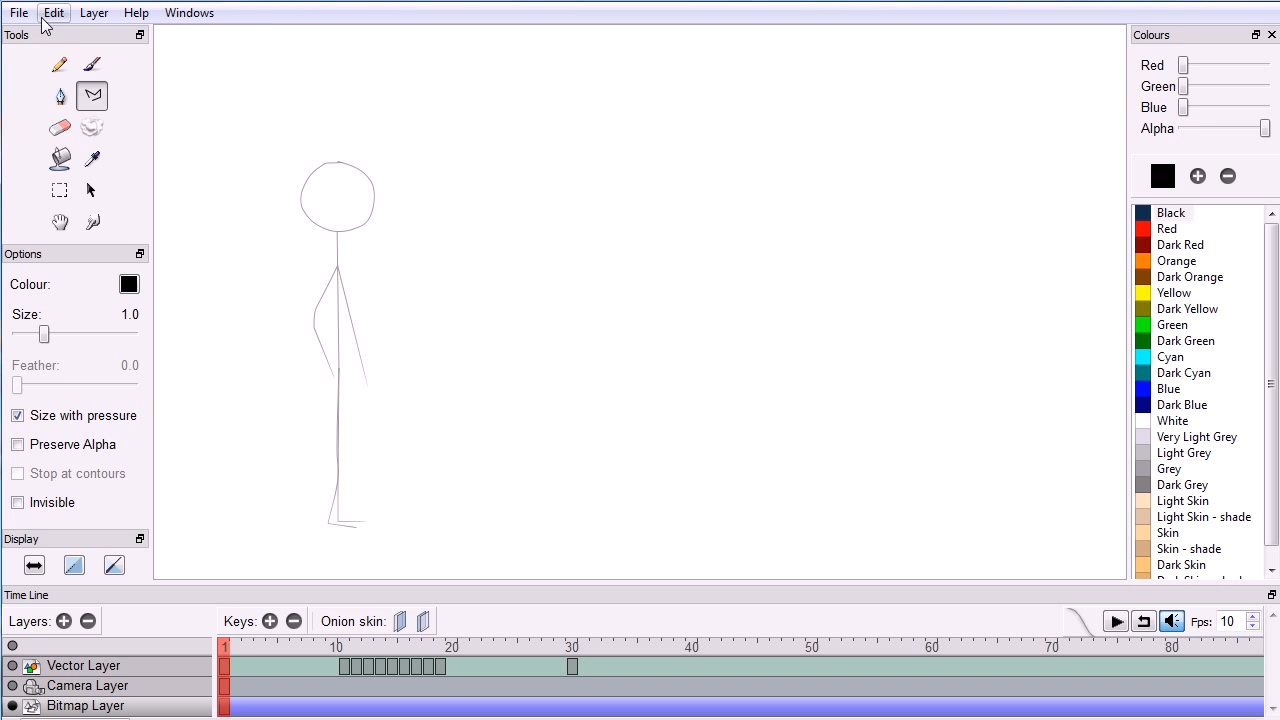 File Edit Layer Help Windows
Tools
Colours
Red
Green
Blue
Alpha
Black
Red
Dark Red
Orange
Dark Orange
Yellow
Dark Yellow
Green
Dark Green
Cyan
Dark Cyan
Blue
Dark Blue
White
Very Light Grey
Light Grey
Grey
Dark Grey
Light Skin
Light Skin - shade
Skin
Skin - shade
Dark Skin
Options
Colour:
Size: 1.0
Feather: 0.0
Size with pressure
Preserve Alpha
Stop at contours
Invisible
Display
Time Line
Layers: Keys: Onion skin: Fps: 10
1 10 20 30 40 50 60 70 80
Vector Layer
Camera Layer
Bitmap Layer